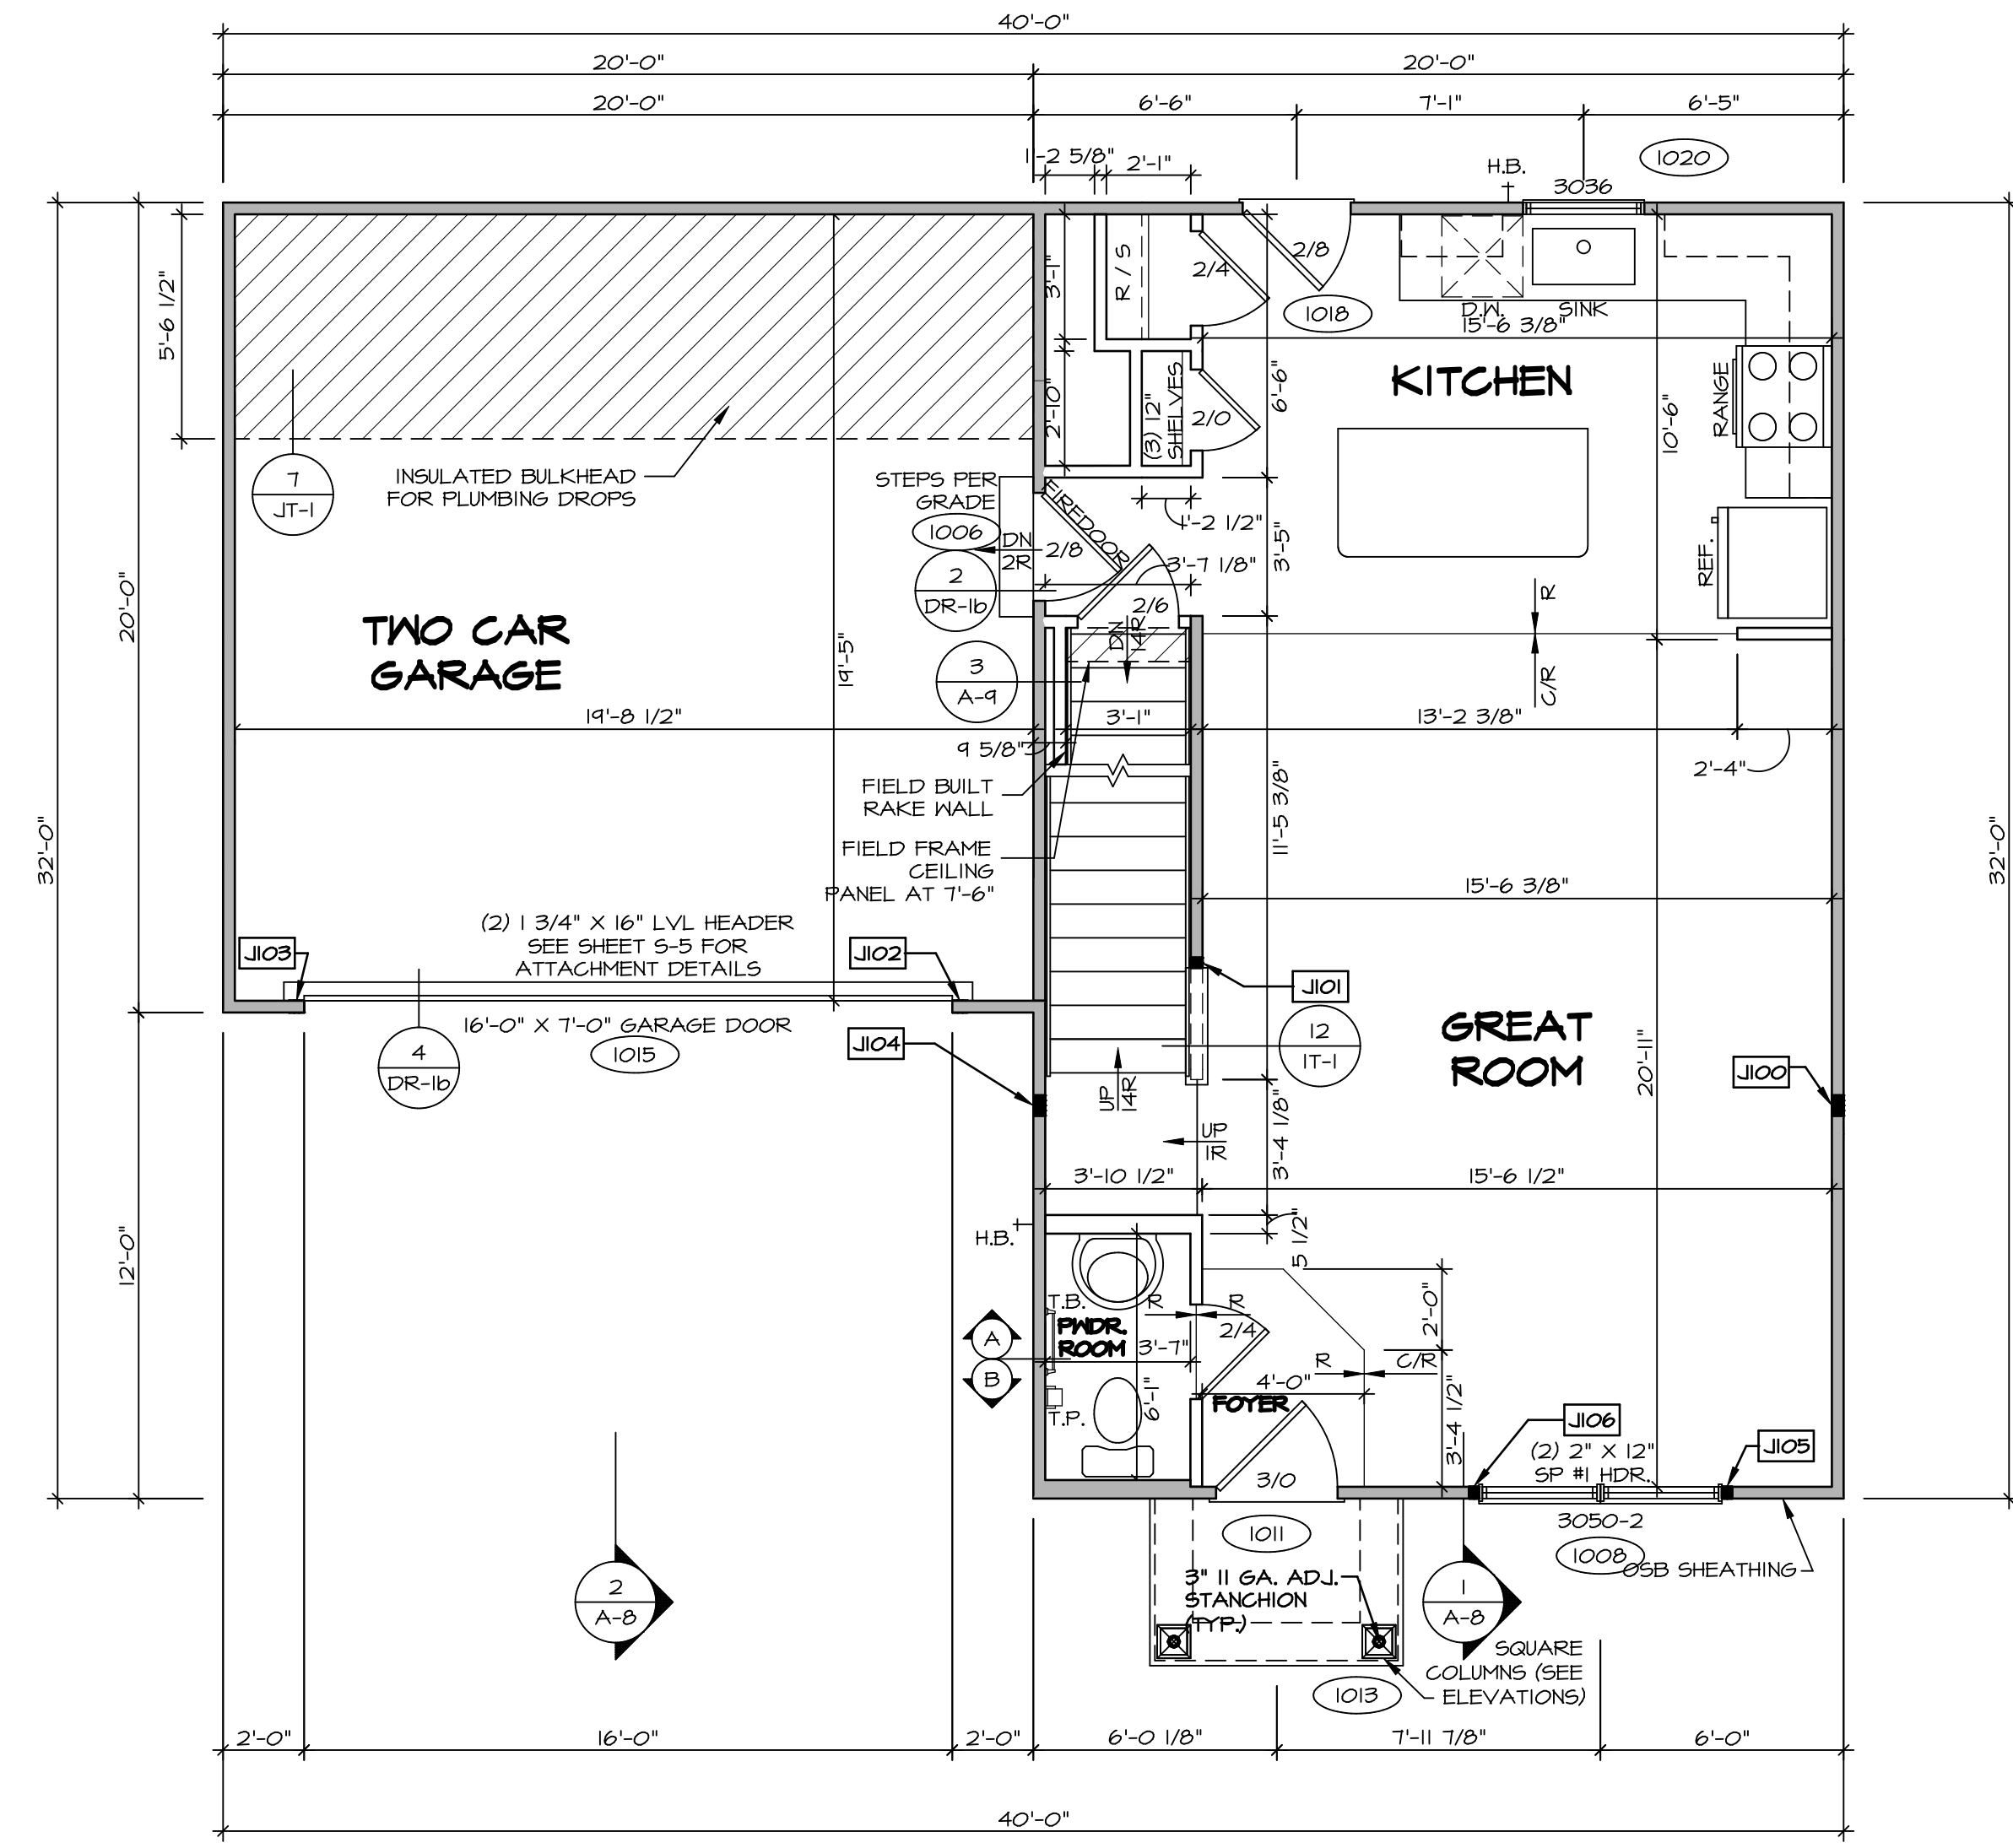 40'-0"
20'-0"
20'-0"
20'-0"
6'-6"
7'-1"
6'-5"
1'-2 5/8"
2'-1"
H.B.
1020
3036
5'-6 1/2"
3'-1"
R / S
2/4
2/8
1018
D.W.
SINK
15'-6 3/8"
KITCHEN
RANGE
10'-6"
6'-6"
2'-10"
(3) 12"
SHELVES
2/0
7
JT-1
INSULATED BULKHEAD
FOR PLUMBING DROPS
STEPS PER
GRADE
1006
DN
2R
2/8
FIREDOOR
1'-2 1/2"
3'-7 1/8"
3'-5"
REF.
2
DR-1b
2/6
R
C/R
20'-0"
TWO CAR
GARAGE
19'-5"
3
A-9
DN
14R
19'-8 1/2"
3'-1"
13'-2 3/8"
9 5/8"
2'-4"
FIELD BUILT
RAKE WALL
11'-5 3/8"
32'-0"
32'-0"
FIELD FRAME
CEILING
PANEL AT 7'-6"
15'-6 3/8"
(2) 1 3/4" X 16" LVL HEADER
SEE SHEET S-5 FOR
ATTACHMENT DETAILS
J103
J102
J101
16'-0" X 7'-0" GARAGE DOOR
1015
4
DR-1b
J104
12
IT-1
GREAT
ROOM
20'-11"
J100
UP
14R
UP
1R
3'-4 1/8"
3'-10 1/2"
15'-6 1/2"
12'-0"
H.B.
5 1/2"
T.B.
R
R
PWDR.
ROOM
3'-7"
2/4
2'-0"
A
B
R
C/R
4'-0"
FOYER
T.P.
6'-1"
3'-4 1/2"
J106
(2) 2" X 12"
SP #1 HDR.
J105
3/0
1011
3050-2
1008
OSB SHEATHING
3" 11 GA. ADJ.
STANCHION
(TYP.)
2
A-8
1
A-8
SQUARE
COLUMNS (SEE
ELEVATIONS)
1013
2'-0"
16'-0"
2'-0"
6'-0 1/8"
7'-11 7/8"
6'-0"
40'-0"